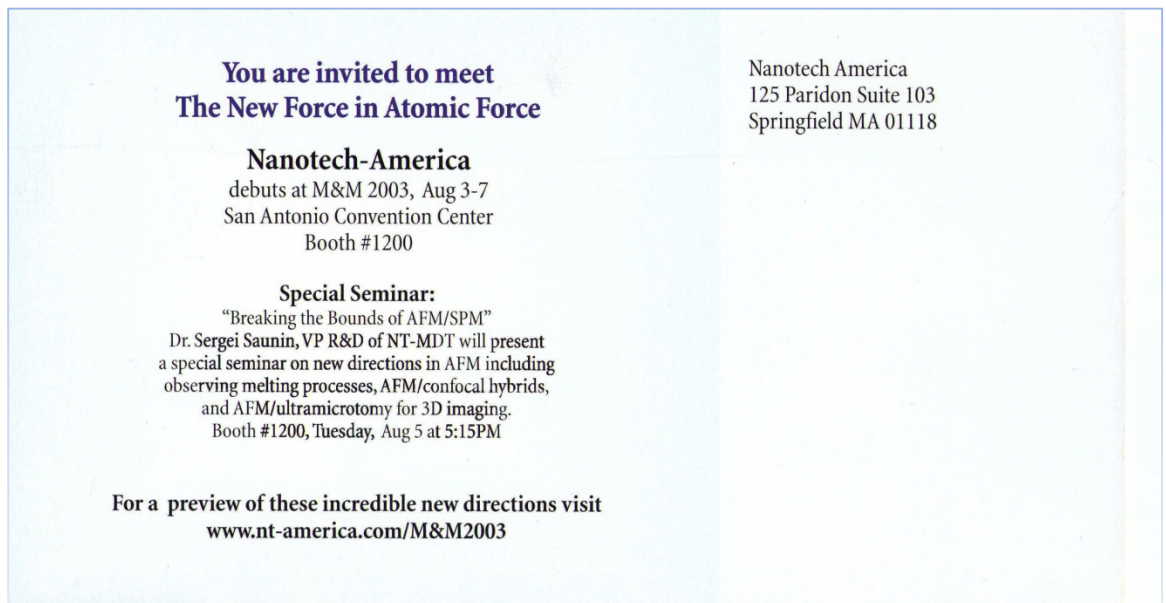 You are invited to meet
The New Force in Atomic Force
Nanotech-America
debuts at M&M 2003, Aug 3-7
San Antonio Convention Center
Booth #1200
Special Seminar:
“Breaking the Bounds of AFM/SPM”
Dr. Sergei Saunin, VP R&D of NT-MDT will present
a special seminar on new directions in AFM including
observing melting processes, AFM/confocal hybrids,
and AFM/ultramicrotomy for 3D imaging.
Booth #1200, Tuesday, Aug 5 at 5:15PM
For a preview of these incredible new directions visit
www.nt-america.com/M&M2003
Nanotech America
125 Paridon Suite 103
Springfield MA 01118